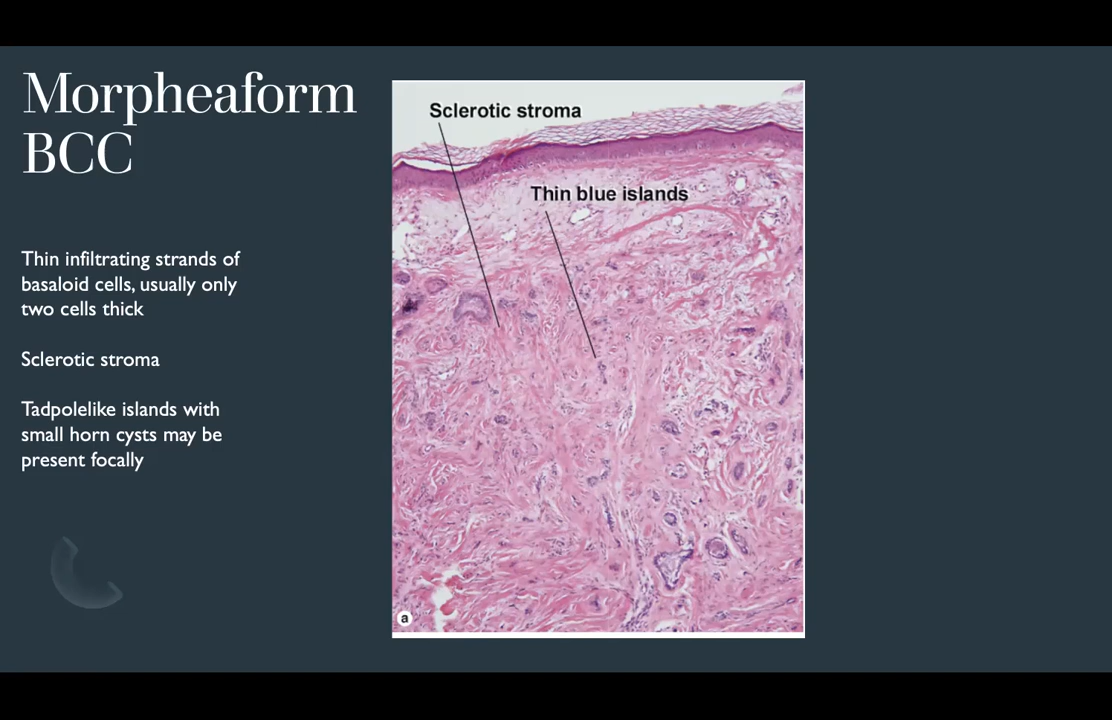 Morpheaform
BCC
Thin infiltrating strands of
basaloid cells, usually only
two cells thick
Sclerotic stroma
Tadpolelike islands with
small horn cysts may be
present focally
Sclerotic stroma
Thin blue islands
a